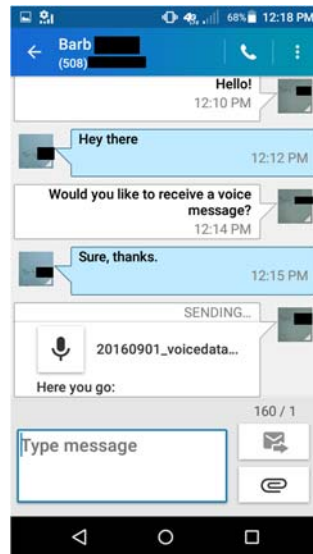 68% 12:18 PM
Barb
(508)
Hello!
12:10 PM
Hey there
12:12 PM
Would you like to receive a voice
message?
12:14 PM
Sure, thanks.
12:15 PM
SENDING...
20160901_voicedata...
Here you go:
160 / 1
Type message